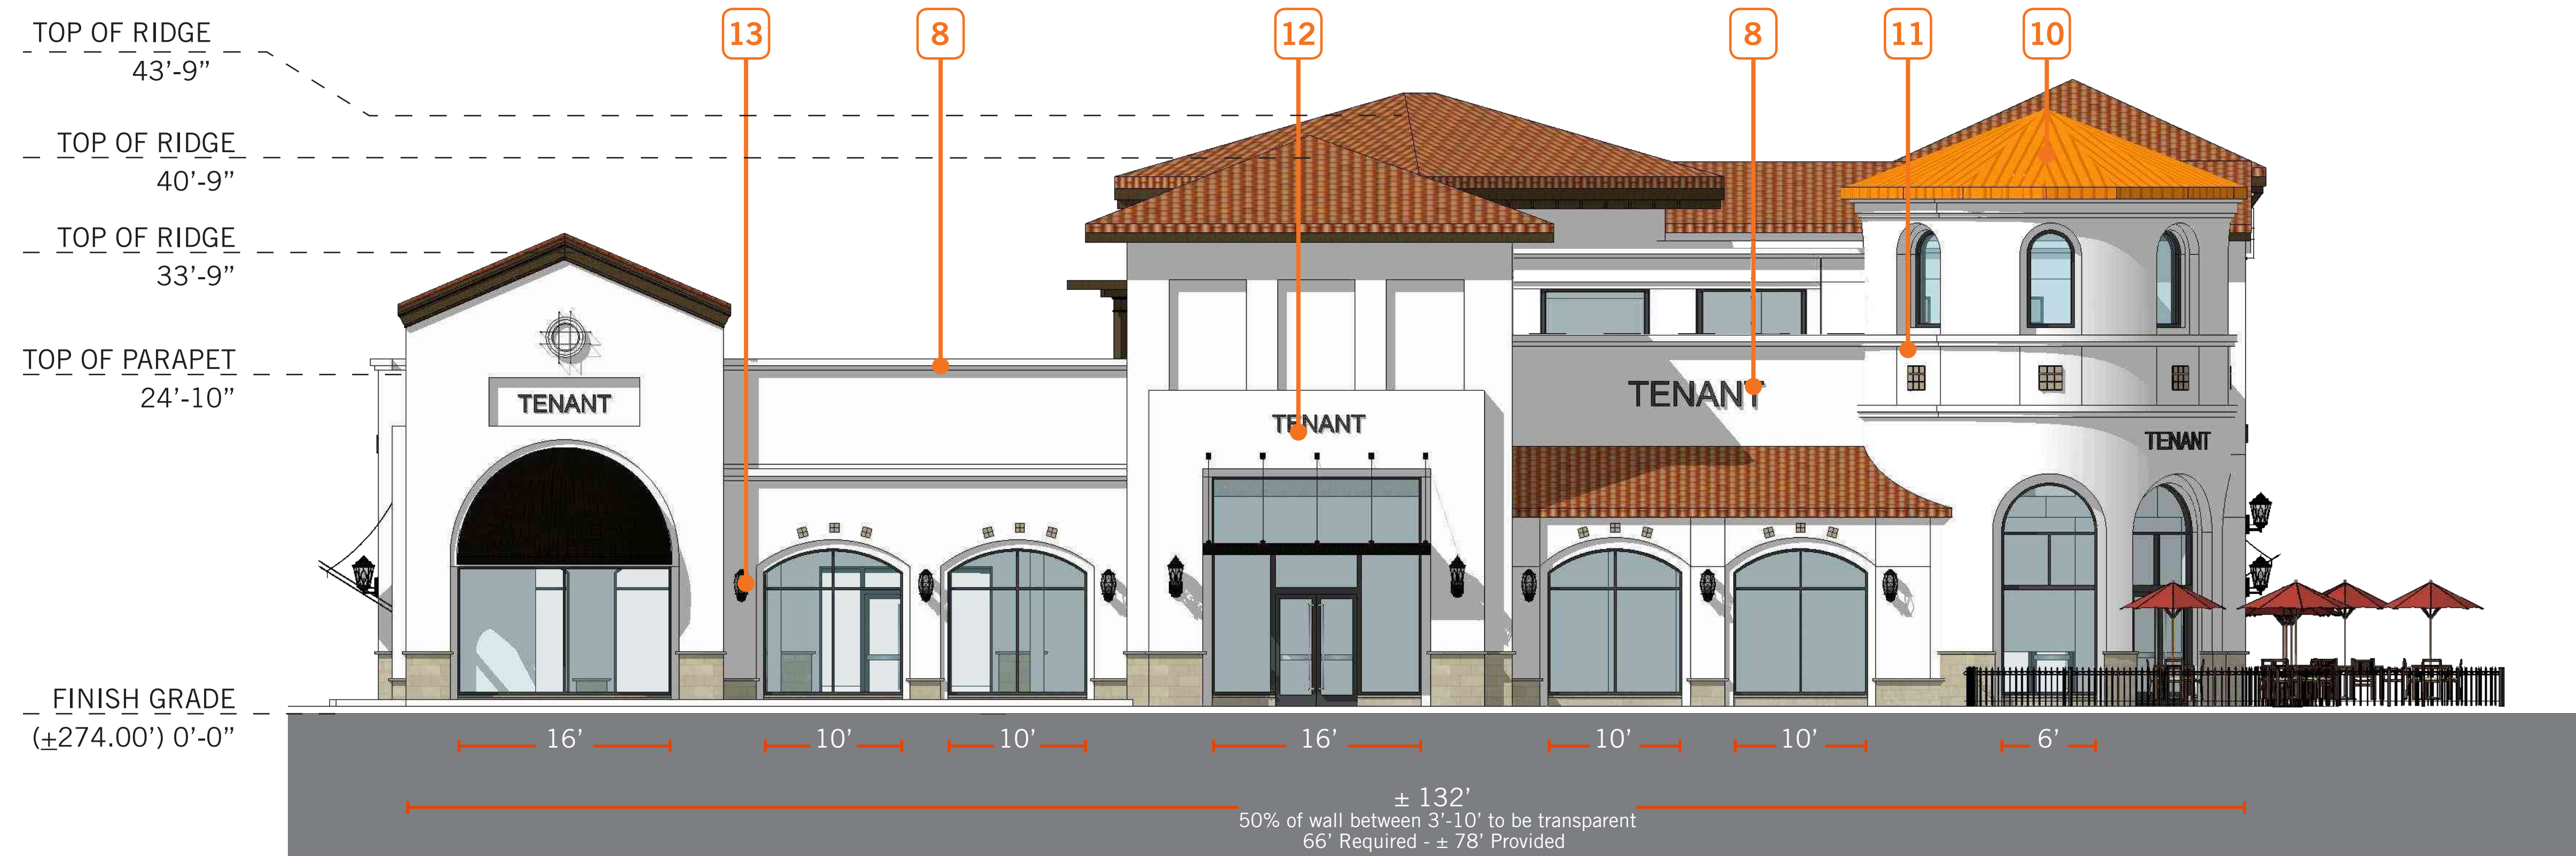 TOP OF RIDGE
43’-9”
TOP OF RIDGE
40’-9”
TOP OF RIDGE
33’-9”
TOP OF PARAPET
24’-10”
FINISH GRADE
(±274.00’) 0’-0”
13
8
12
8
11
10
TENANT
TENANT
TENANT
TENANT
16’
10’
10’
16’
10’
10’
6’
± 132’
50% of wall between 3’-10’ to be transparent
66’ Required - ± 78’ Provided